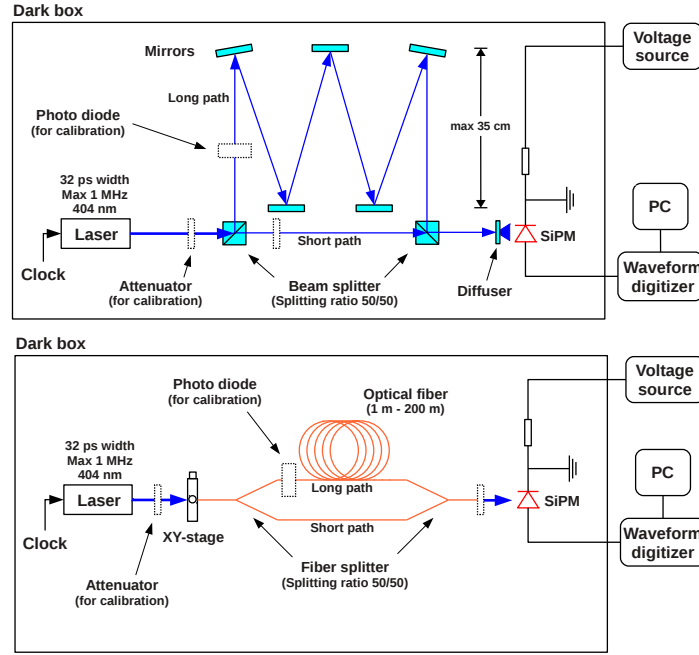 Dark box
Mirrors
Long path
Photo diode
(for calibration)
max 35 cm
Voltage
source
32 ps width
Max 1 MHz
404 nm
Laser
Clock
Short path
SiPM
PC
Waveform
digitizer
Attenuator
(for calibration)
Beam splitter
(Splitting ratio 50/50)
Diffuser
Dark box
Photo diode
(for calibration)
Optical fiber
(1 m - 200 m)
Voltage
source
32 ps width
Max 1 MHz
404 nm
Laser
Long path
SiPM
PC
Clock
XY-stage
Short path
Waveform
digitizer
Attenuator
(for calibration)
Fiber splitter
(Splitting ratio 50/50)